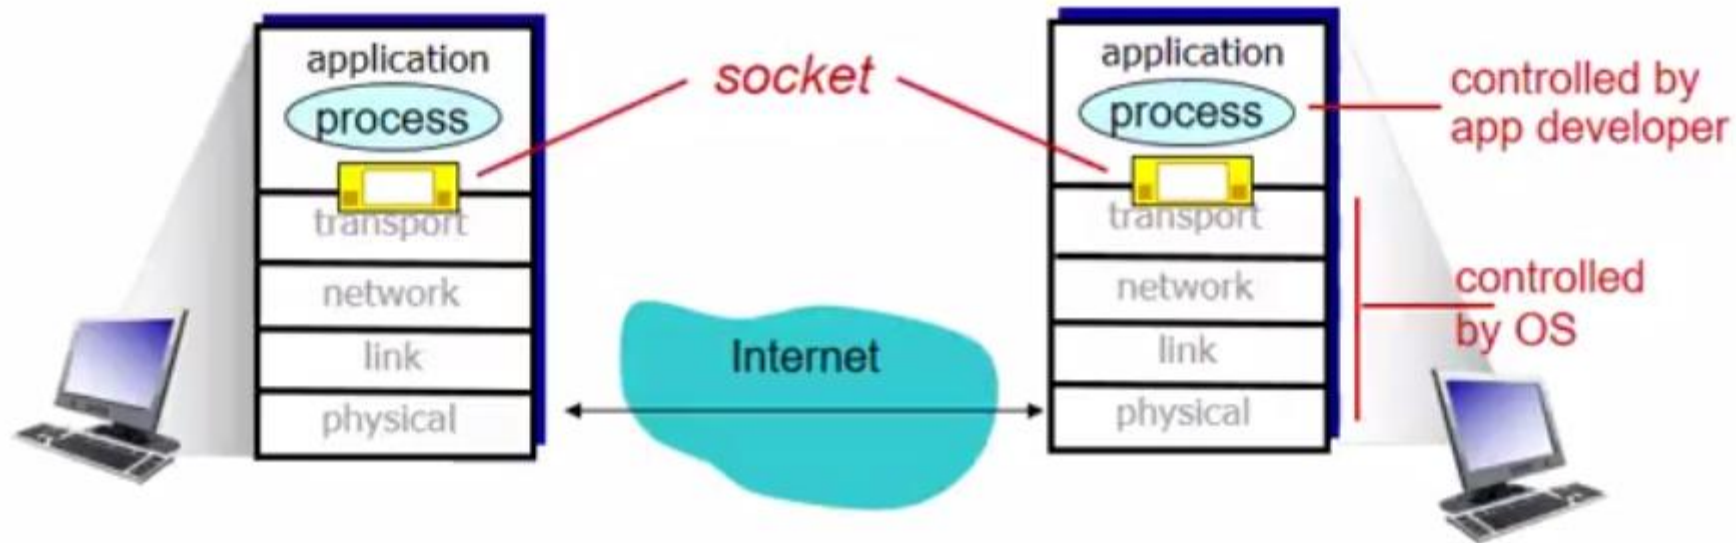 application
process
transport
network
link
physical
socket
Internet
application
process
transport
network
link
physical
controlled by
app developer
controlled
by OS